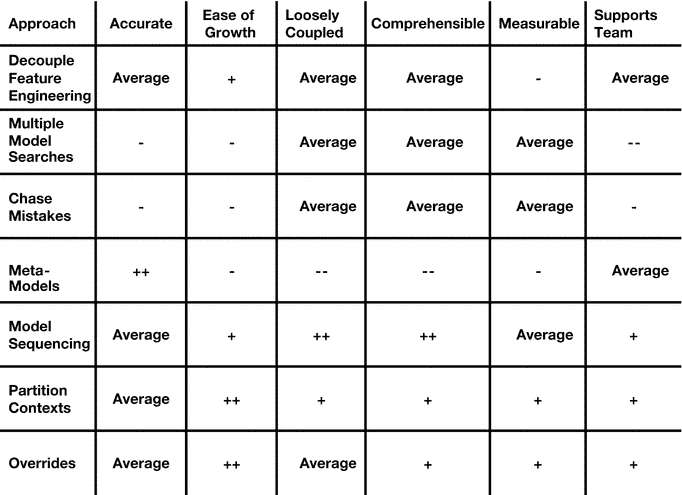 Approach Accurate Ease of Growth Loosely Coupled Comprehensible Measurable Supports Team
Decouple Feature Engineering Average + Average Average - Average
Multiple Model Searches - - Average Average Average --
Chase Mistakes - - Average Average Average -
Meta-Models ++ - -- -- - Average
Model Sequencing Average + ++ ++ Average +
Partition Contexts Average ++ + + + +
Overrides Average ++ Average + + +